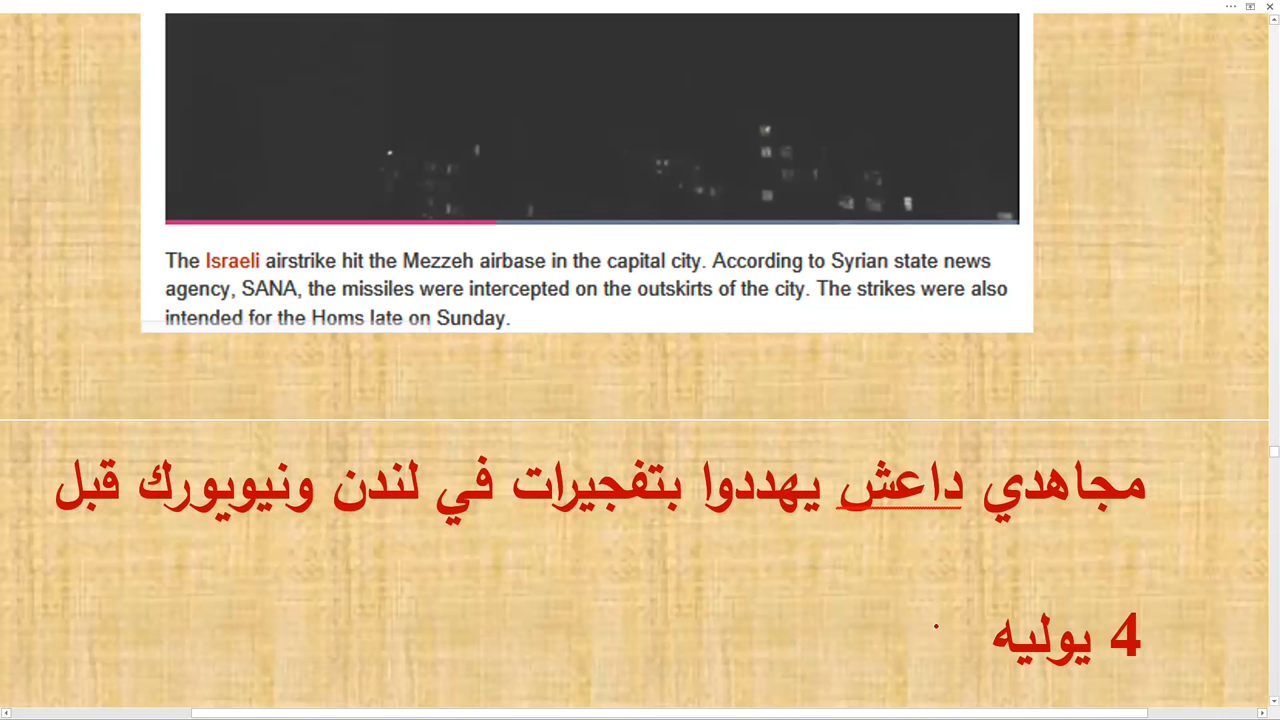 The Israeli airstrike hit the Mezzeh airbase in the capital city. According to Syrian state news
agency, SANA, the missiles were intercepted on the outskirts of the city. The strikes were also
intended for the Homs late on Sunday.
مجاهدي داعش يهددوا بتفجيرات في لندن ونيويورك قبل
4 يوليه